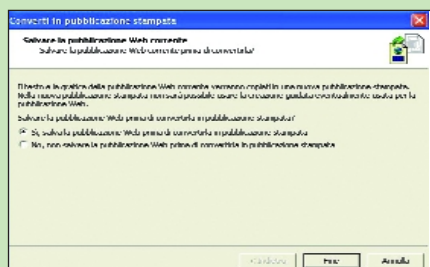 Converti in pubblicazione stampata
Salvare la pubblicazione Web corrente
Salvare la pubblicazione Web corrente prima di convertirla?
Il testo e la grafica della pubblicazione Web corrente verranno copiati in una nuova pubblicazione stampata.
Nella nuova pubblicazione stampata non sarà possibile usare la creazione guidata eventualmente usata per la
pubblicazione Web.
Salvare la pubblicazione Web prima di convertirla in pubblicazione stampata?
Sì, salva la pubblicazione Web prima di convertirla in pubblicazione stampata
No, non salvare la pubblicazione Web prima di convertirla in pubblicazione stampata
Fine Annulla